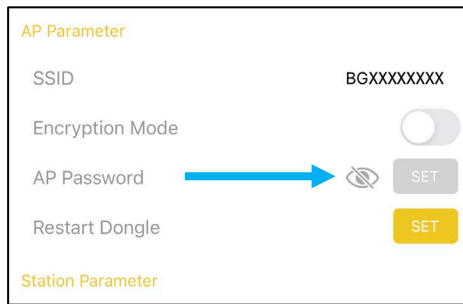 AP Parameter
SSID BGXXXXXXXX
Encryption Mode
AP Password SET
Restart Dongle SET
Station Parameter